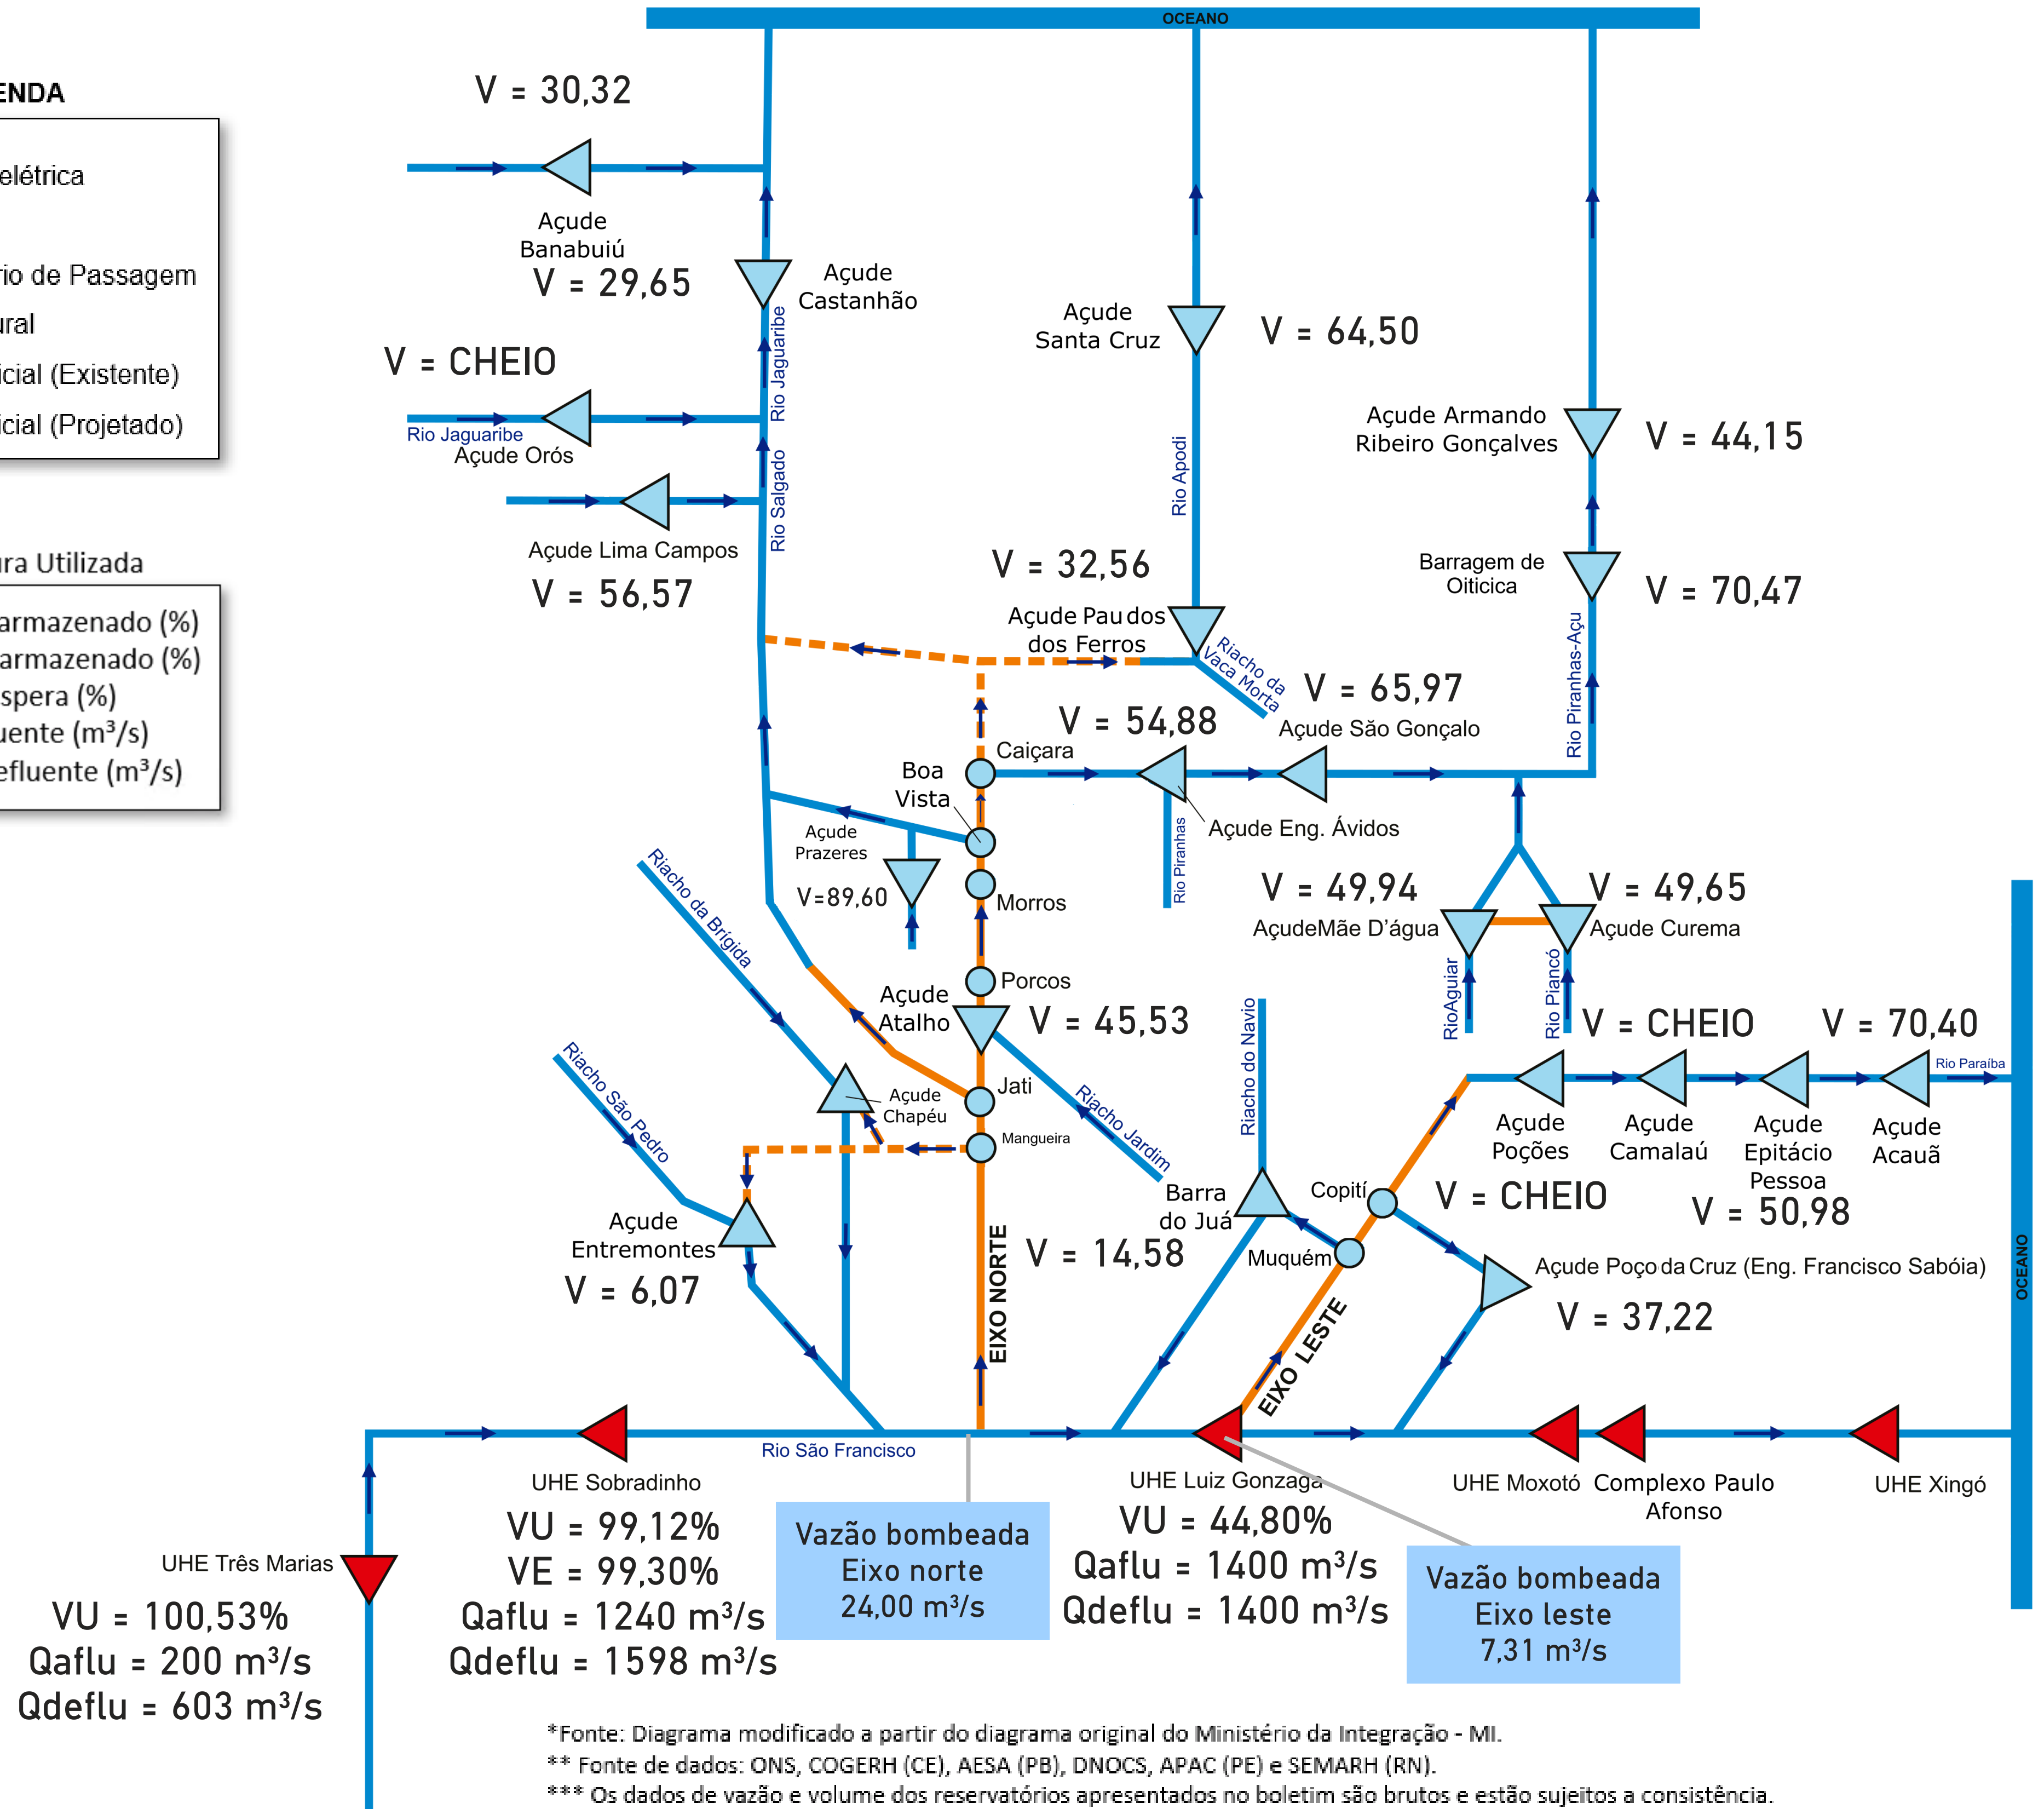 OCEANO
ENDA
elétrica
rio de Passagem
ural
icial (Existente)
icial (Projetado)
ura Utilizada
armazenado (%)
armazenado (%)
spera (%)
uente (m³/s)
efluente (m³/s)
V = 30,32
Açude
Banabuiú
V = 29,65
Açude
Castanhão
Rio Jaguaribe
V = CHEIO
Rio Jaguaribe
Açude Orós
Rio Salgado
Açude Lima Campos
V = 56,57
Açude
Santa Cruz
V = 64,50
Rio Apodi
V = 32,56
Açude Pau dos
dos Ferros
Riacho da
Vaca Morta
Açude Armando
Ribeiro Gonçalves
V = 44,15
Barragem de
Oiticica
V = 70,47
Rio Piranhas-Açu
V = 65,97
Açude São Gonçalo
V = 54,88
Caiçara
Boa
Vista
Açude Eng. Ávidos
Rio Piranhas
Açude
Prazeres
V=89,60
Morros
V = 49,94
AçudeMãe D'água
V = 49,65
Açude Curema
RioAguiar
Rio Piancó
Riacho da Brígida
Porcos
Açude
Atalho
V = 45,53
Riacho São Pedro
Açude
Chapéu
Jati
Mangueira
Riacho Jardim
Riacho do Navio
V = CHEIO
V = 70,40
Rio Paraíba
Açude
Poções
Açude
Camalaú
Açude
Epitácio
Pessoa
Açude
Acauã
V = CHEIO
V = 50,98
Barra
do Juá
Copití
Muquém
V = 14,58
Açude
Entremontes
V = 6,07
EIXO NORTE
EIXO LESTE
Açude Poço da Cruz (Eng. Francisco Sabóia)
V = 37,22
OCEANO
Rio São Francisco
UHE Sobradinho
VU = 99,12%
VE = 99,30%
Qaflu = 1240 m³/s
Qdeflu = 1598 m³/s
Vazão bombeada
Eixo norte
24,00 m³/s
UHE Luiz Gonzaga
VU = 44,80%
Qaflu = 1400 m³/s
Qdeflu = 1400 m³/s
Vazão bombeada
Eixo leste
7,31 m³/s
UHE Moxotó
Complexo Paulo
Afonso
UHE Xingó
UHE Três Marias
VU = 100,53%
Qaflu = 200 m³/s
Qdeflu = 603 m³/s
*Fonte: Diagrama modificado a partir do diagrama original do Ministério da Integração - MI.
** Fonte de dados: ONS, COGERH (CE), AESA (PB), DNOCS, APAC (PE) e SEMARH (RN).
*** Os dados de vazão e volume dos reservatórios apresentados no boletim são brutos e estão sujeitos a consistência.